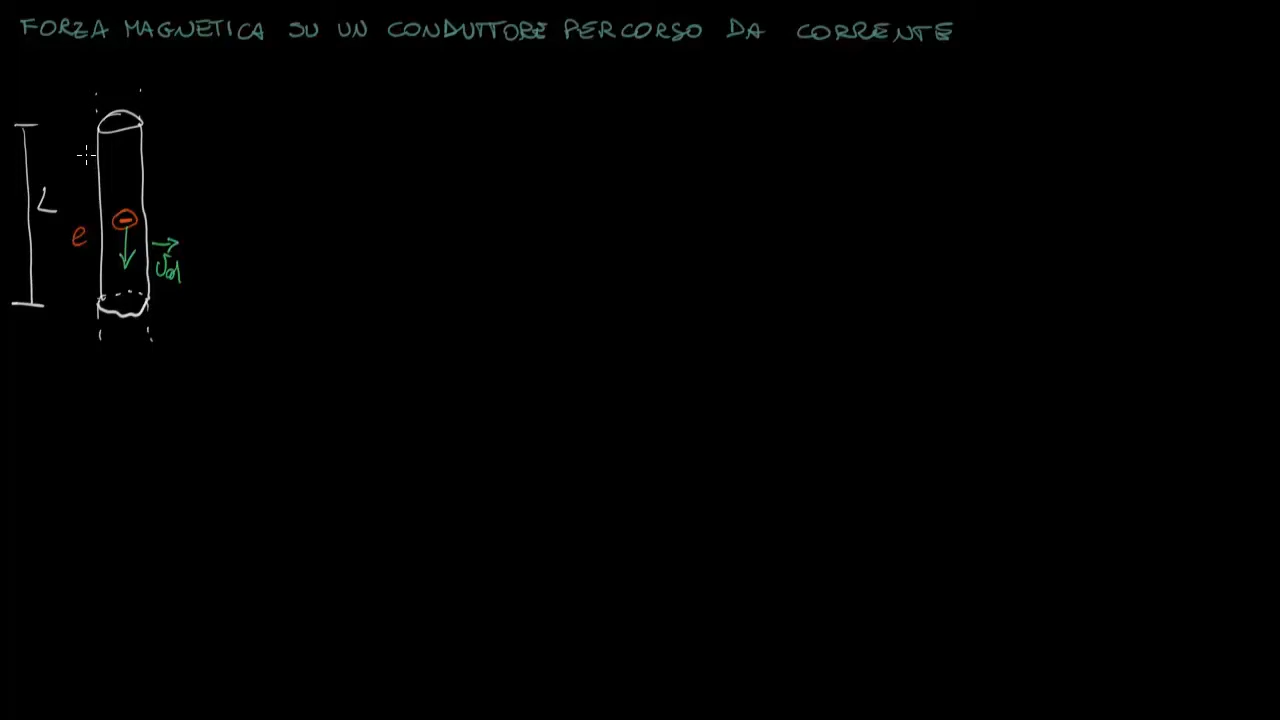 FORZA MAGNETICA SU UN CONDUTTORE PERCORSO DA CORRENTE
L
e
-
v⃗d